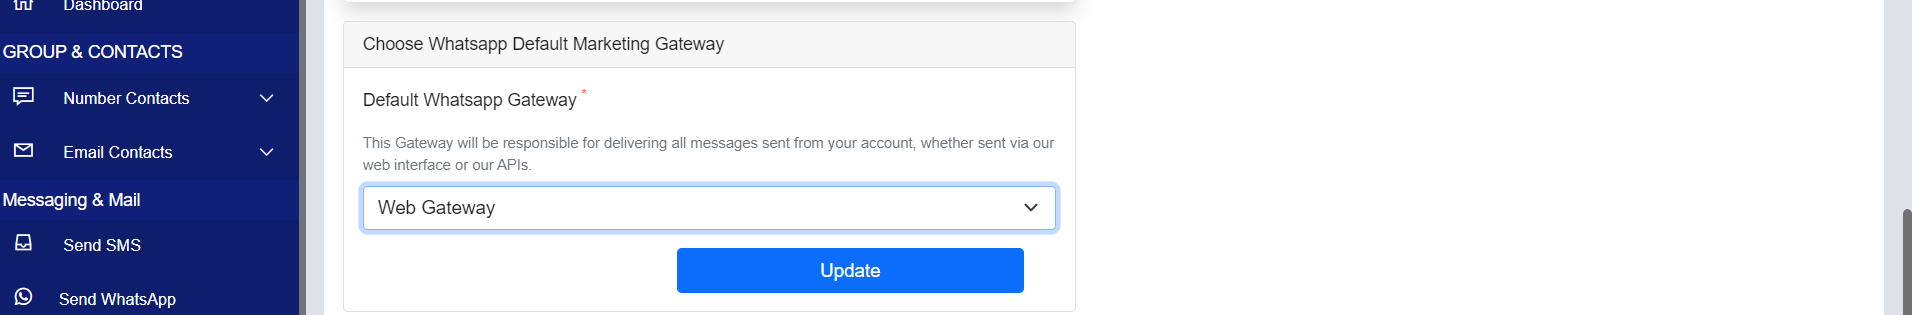 Dashboard
GROUP & CONTACTS
Number Contacts
Email Contacts
Messaging & Mail
Send SMS
Send WhatsApp
Choose Whatsapp Default Marketing Gateway
Default Whatsapp Gateway *
This Gateway will be responsible for delivering all messages sent from your account, whether sent via our
web interface or our APIs.
Web Gateway
Update